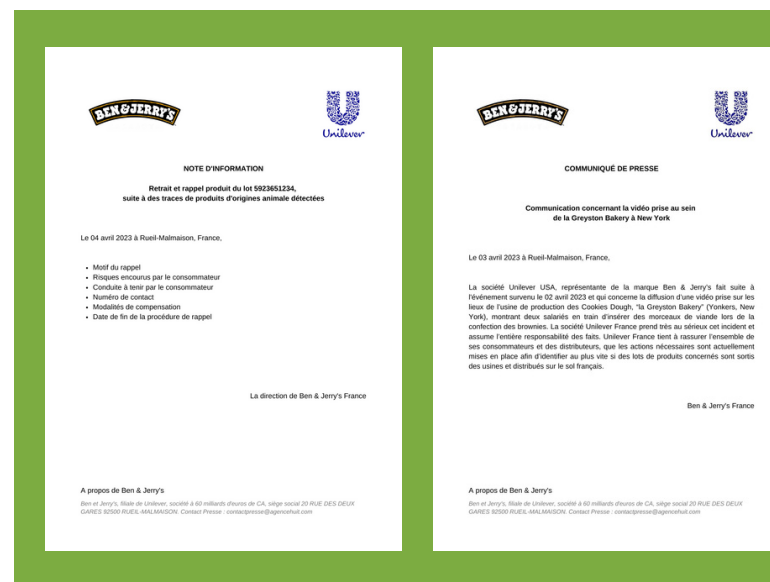 BEN & JERRY'S
Unilever
NOTE D'INFORMATION
Retrait et rappel produit du lot 5923651234,
suite à des traces de produits d'origines animale détectées
Le 04 avril 2023 à Rueil-Malmaison, France,
• Motif du rappel
• Risques encourus par le consommateur
• Conduite à tenir par le consommateur
• Numéro de contact
• Modalités de compensation
• Date de fin de la procédure de rappel
La direction de Ben & Jerry's France
A propos de Ben & Jerry's
Ben et Jerry's, filiale de Unilever, société à 60 milliards d'euros de CA, siège social 20 RUE DES DEUX
GARES 92500 RUEIL-MALMAISON. Contact Presse : contactpresse@agencehuit.com
BEN & JERRY'S
Unilever
COMMUNIQUÉ DE PRESSE
Communication concernant la vidéo prise au sein
de la Greyston Bakery à New York
Le 03 avril 2023 à Rueil-Malmaison, France,
La société Unilever USA, représentante de la marque Ben & Jerry's fait suite à
l'événement survenu le 02 avril 2023 et qui concerne la diffusion d'une vidéo prise sur les
lieux de l'usine de production des Cookies Dough, "la Greyston Bakery" (Yonkers, New
York), montrant deux salariés en train d'insérer des morceaux de viande lors de la
confection des brownies. La société Unilever France prend très au sérieux cet incident et
assume l'entière responsabilité des faits. Unilever France tient à rassurer l'ensemble de
ses consommateurs et des distributeurs, que les actions nécessaires sont actuellement
mises en place afin d'identifier au plus vite si des lots de produits concernés sont sortis
des usines et distribués sur le sol français.
Ben & Jerry's France
A propos de Ben & Jerry's
Ben et Jerry's, filiale de Unilever, société à 60 milliards d'euros de CA, siège social 20 RUE DES DEUX
GARES 92500 RUEIL-MALMAISON. Contact Presse : contactpresse@agencehuit.com